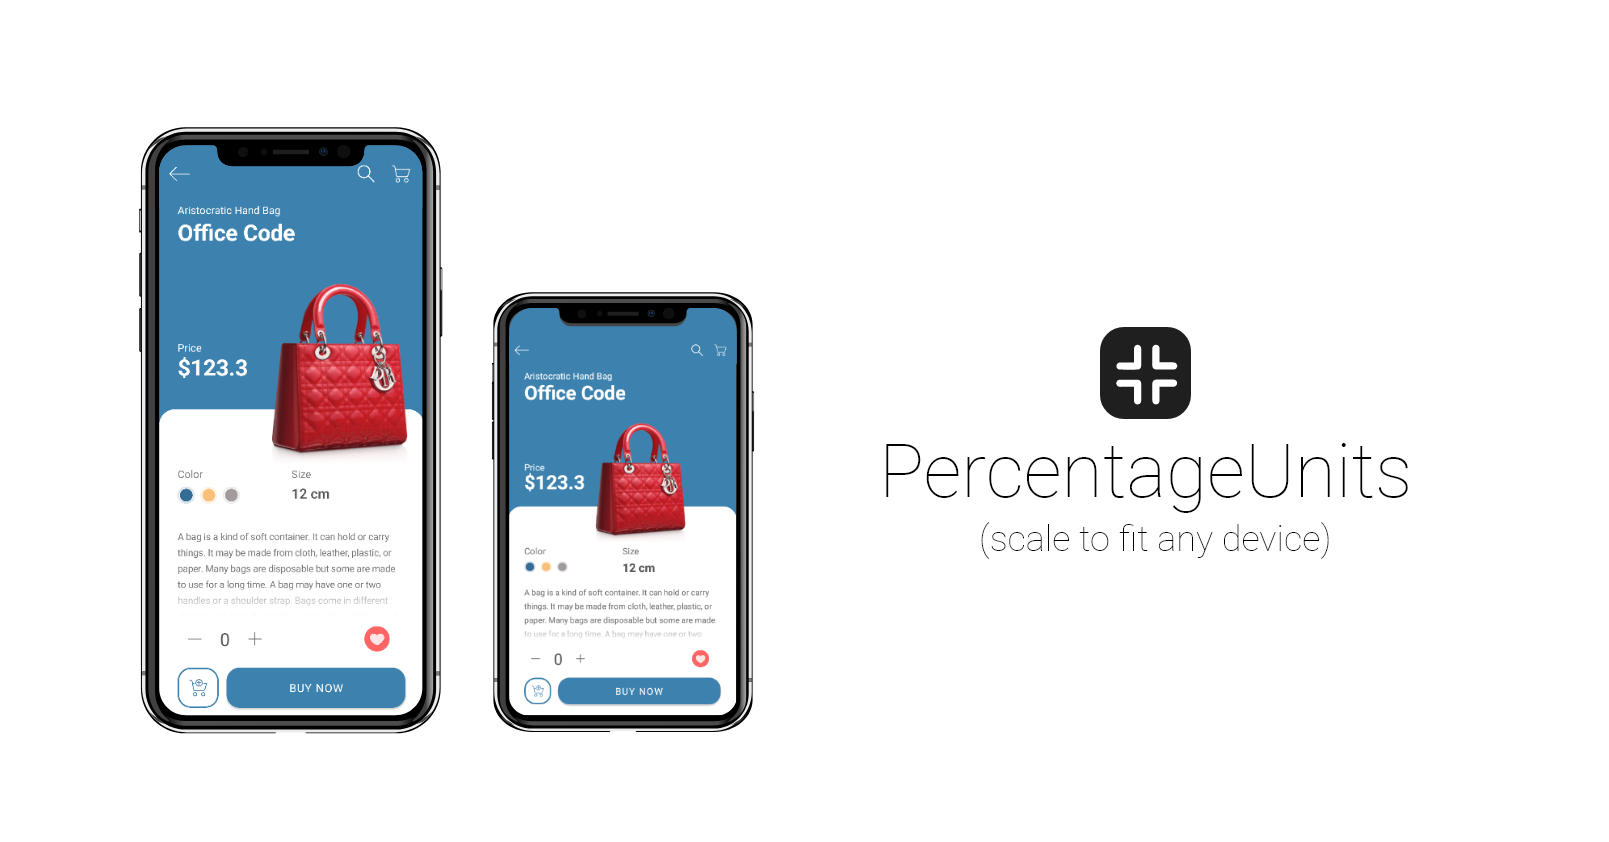 Aristocratic Hand Bag
Office Code
Price
$123.3
Color
Size
12 cm
A bag is a kind of soft container. It can hold or carry
things. It may be made from cloth, leather, plastic, or
paper. Many bags are disposable but some are made
to use for a long time. A bag may have one or two
handles or a shoulder strap. Bags come in different
0
BUY NOW
Aristocratic Hand Bag
Office Code
Price
$123.3
Color
Size
12 cm
A bag is a kind of soft container. It can hold or carry
things. It may be made from cloth, leather, plastic, or
paper. Many bags are disposable but some are made
to use for a long time. A bag may have one or two
0
BUY NOW
PercentageUnits
(scale to fit any device)